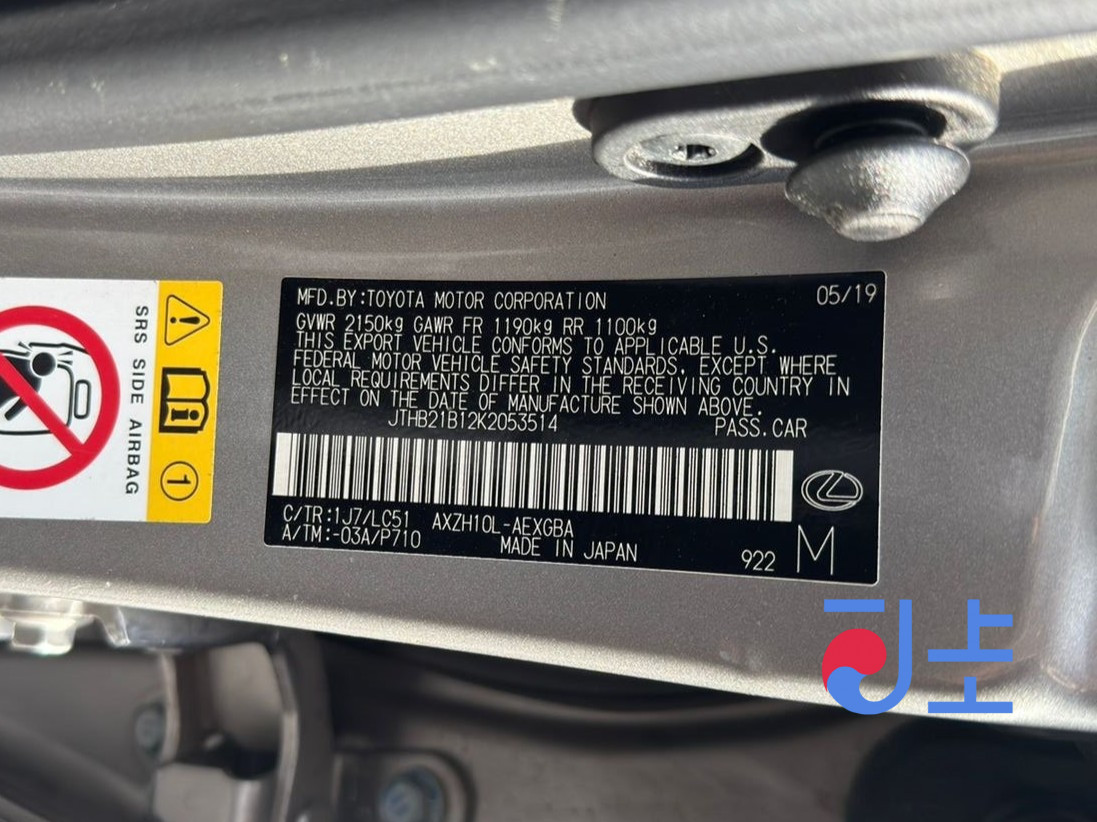 MFD.BY:TOYOTA MOTOR CORPORATION 05/19
GVWR 2150kg GAWR FR 1190kg RR 1100kg
THIS EXPORT VEHICLE CONFORMS TO APPLICABLE U.S.
FEDERAL MOTOR VEHICLE SAFETY STANDARDS. EXCEPT WHERE
LOCAL REQUIREMENTS DIFFER IN THE RECEIVING COUNTRY IN
EFFECT ON THE DATE OF MANUFACTURE SHOWN ABOVE.
JTHB21B12K2053514 PASS.CAR
C/TR:1J7/LC51 AXZH10L-AEXGBA
A/TM:-03A/P710 MADE IN JAPAN 922 M
SRS SIDE AIRBAG
1